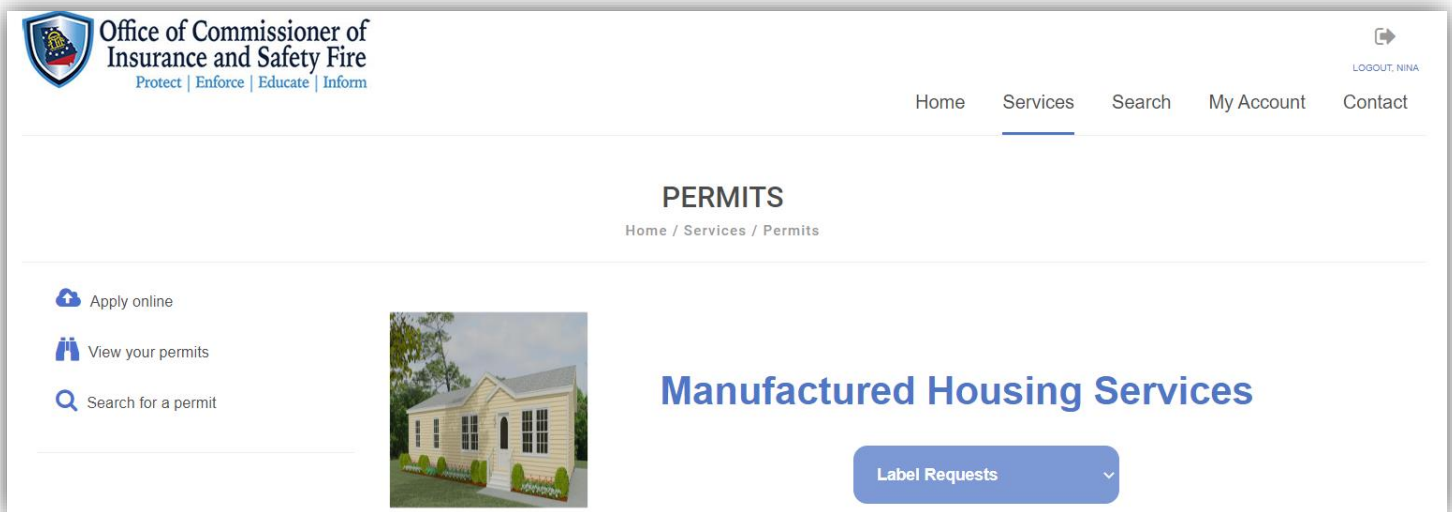 Office of Commissioner of
Insurance and Safety Fire
Protect | Enforce | Educate | Inform
LOGOUT, NINA
Home Services Search My Account Contact
PERMITS
Home / Services / Permits
Apply online
View your permits
Search for a permit
Manufactured Housing Services
Label Requests